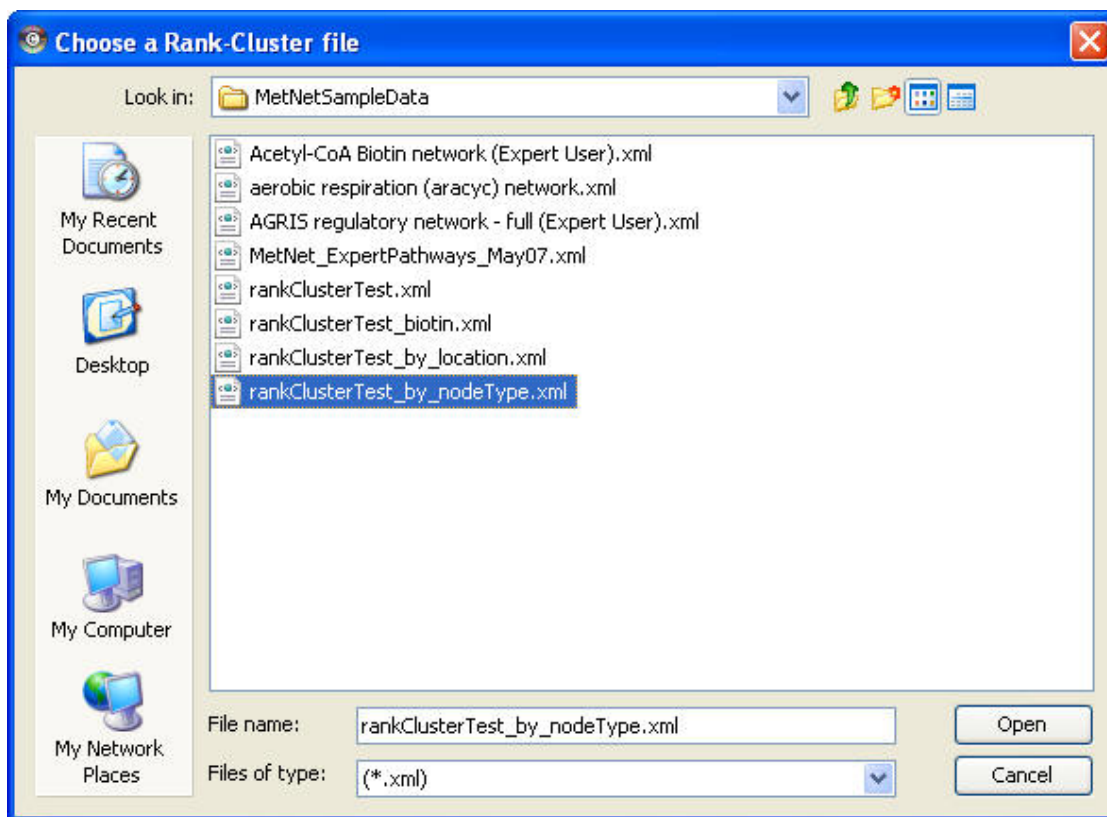 Choose a Rank-Cluster file
Look in: MetNetSampleData
My Recent
Documents
Desktop
My Documents
My Computer
My Network
Places
Acetyl-CoA Biotin network (Expert User).xml
aerobic respiration (aracyc) network.xml
AGRIS regulatory network - full (Expert User).xml
MetNet_ExpertPathways_May07.xml
rankClusterTest.xml
rankClusterTest_biotin.xml
rankClusterTest_by_location.xml
rankClusterTest_by_nodeType.xml
File name: rankClusterTest_by_nodeType.xml Open
Files of type: (*.xml) Cancel